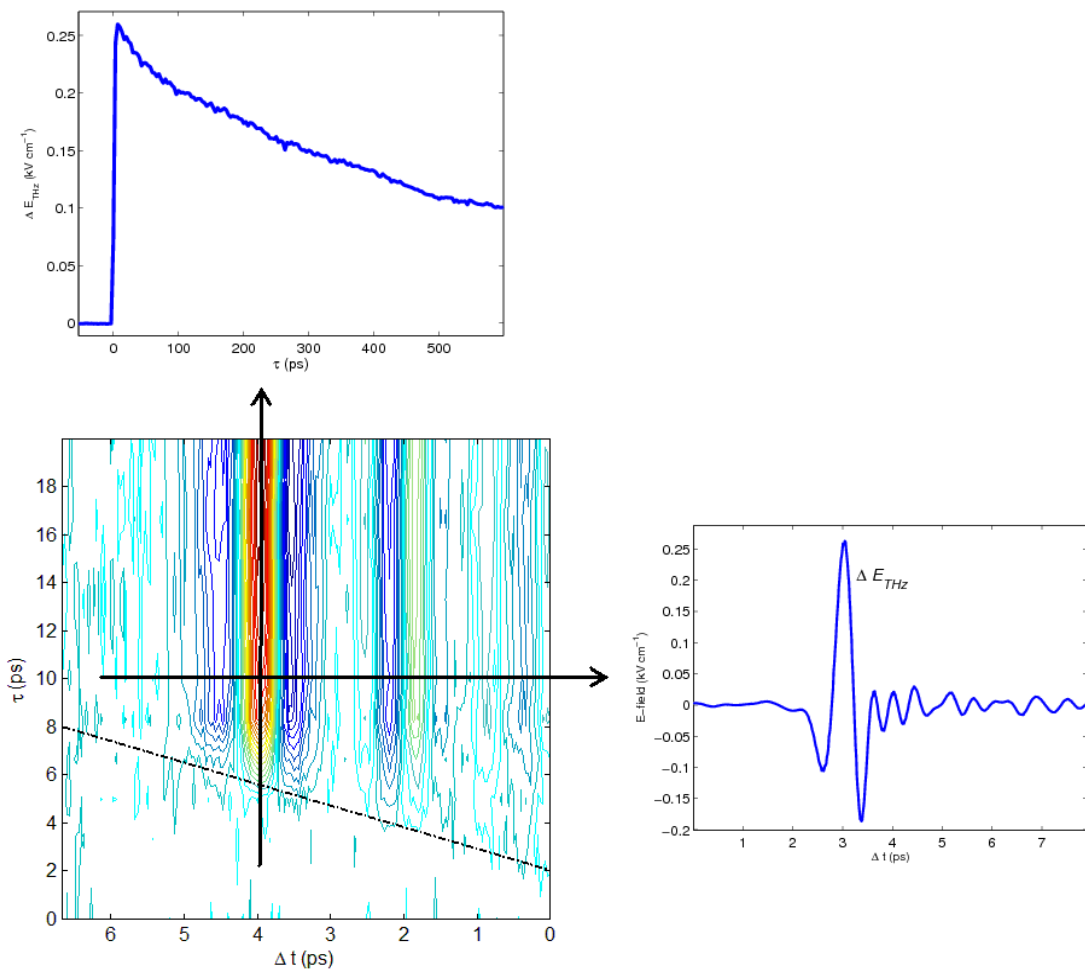 0.25
0.2
0.15
0.1
0.05
0
Δ E_THz (kV cm⁻¹)
0 100 200 300 400 500
τ (ps)
18
16
14
12
10
8
6
4
2
0
τ (ps)
6 5 4 3 2 1 0
Δ t (ps)
0.25
0.2
0.15
0.1
0.05
0
−0.05
−0.1
−0.15
−0.2
E−field (kV cm⁻¹)
Δ E_THz
1 2 3 4 5 6 7
Δ t (ps)